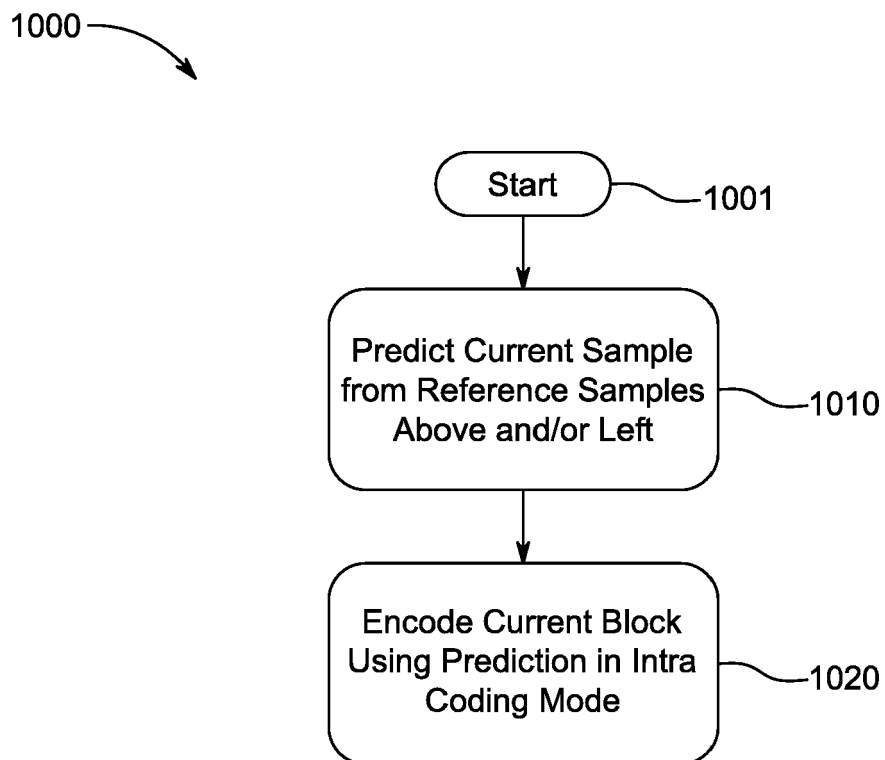 1000
Start
1001
Predict Current Sample
from Reference Samples
Above and/or Left
1010
Encode Current Block
Using Prediction in Intra
Coding Mode
1020